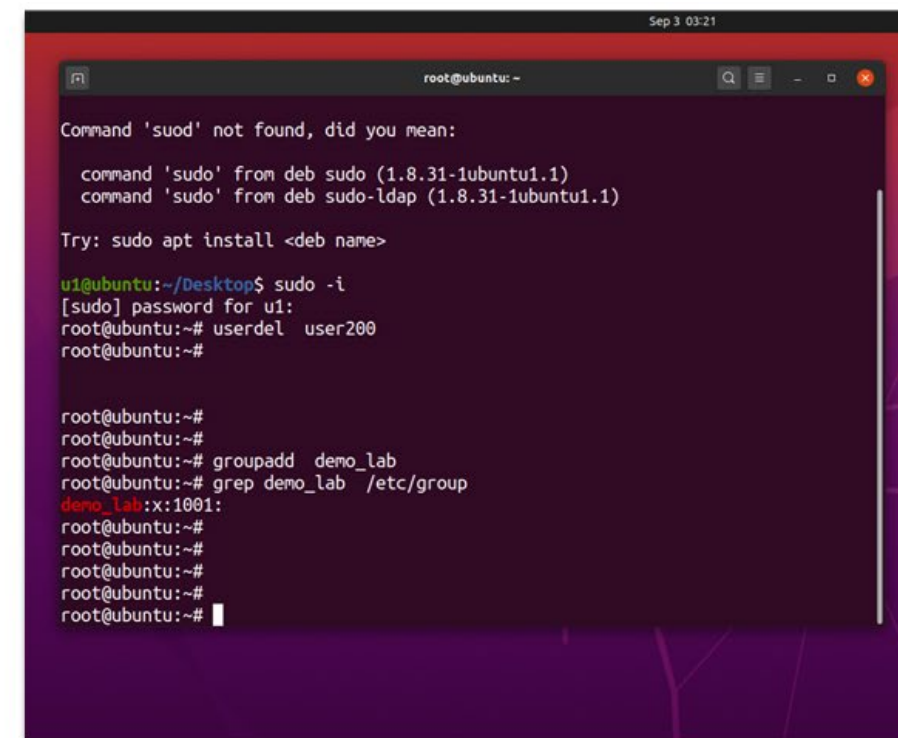 Sep 3 03:21
root@ubuntu: ~
Command 'suod' not found, did you mean:
command 'sudo' from deb sudo (1.8.31-1ubuntu1.1)
command 'sudo' from deb sudo-ldap (1.8.31-1ubuntu1.1)
Try: sudo apt install <deb name>
u1@ubuntu:~/Desktop$ sudo -i
[sudo] password for u1:
root@ubuntu:~# userdel  user200
root@ubuntu:~#
root@ubuntu:~#
root@ubuntu:~#
root@ubuntu:~# groupadd  demo_lab
root@ubuntu:~# grep demo_lab  /etc/group
demo_lab:x:1001:
root@ubuntu:~#
root@ubuntu:~#
root@ubuntu:~#
root@ubuntu:~#
root@ubuntu:~#